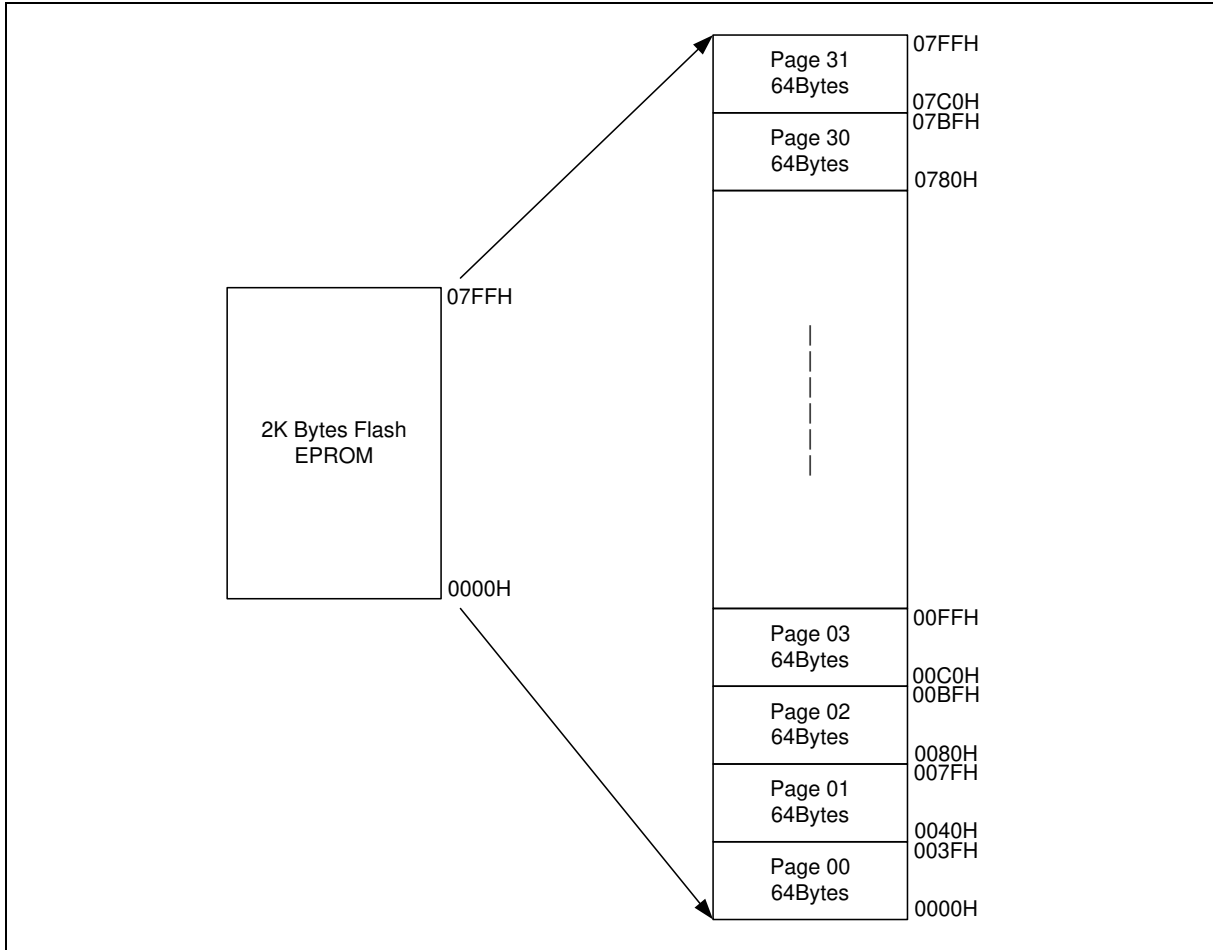 07FFH
Page 31
64Bytes
07C0H
07BFH
Page 30
64Bytes
0780H
07FFH
2K Bytes Flash
EPROM
0000H
00FFH
Page 03
64Bytes
00C0H
00BFH
Page 02
64Bytes
0080H
007FH
Page 01
64Bytes
0040H
003FH
Page 00
64Bytes
0000H